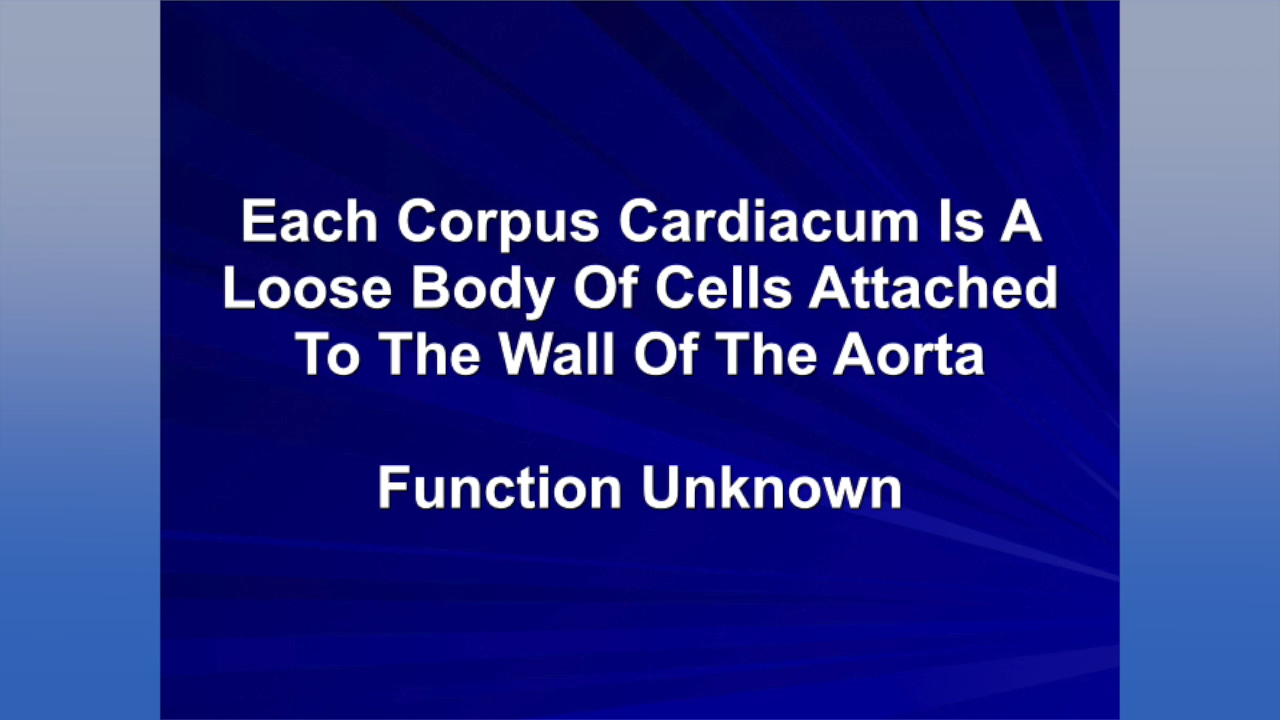 Each Corpus Cardiacum Is A
Loose Body Of Cells Attached
To The Wall Of The Aorta
Function Unknown